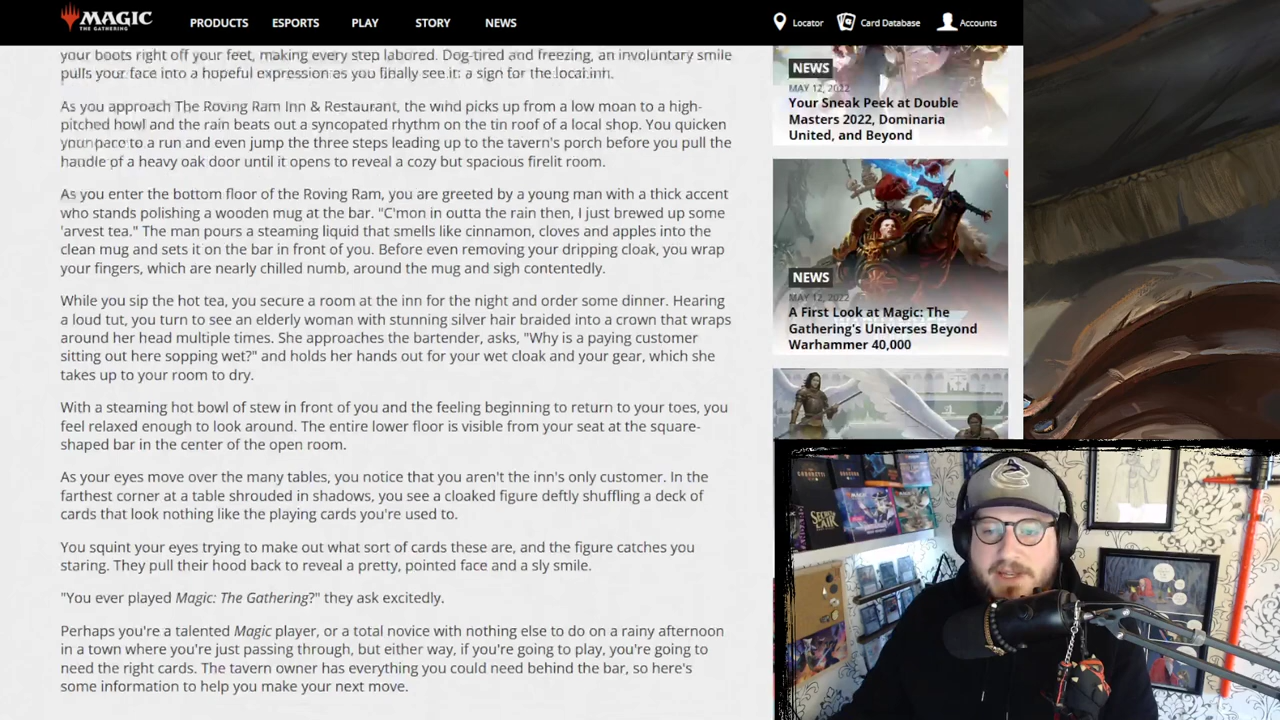 MAGIC
THE GATHERING
PRODUCTS ESPORTS PLAY STORY NEWS
Locator Card Database Accounts
your boots right off your feet, making every step labored. Dog-tired and freezing, an involuntary smile
pulls your face into a hopeful expression as you finally see it: a sign for the local inn.
As you approach The Roving Ram Inn & Restaurant, the wind picks up from a low moan to a high-
pitched howl and the rain beats out a syncopated rhythm on the tin roof of a local shop. You quicken
your pace to a run and even jump the three steps leading up to the tavern's porch before you pull the
handle of a heavy oak door until it opens to reveal a cozy but spacious firelit room.
As you enter the bottom floor of the Roving Ram, you are greeted by a young man with a thick accent
who stands polishing a wooden mug at the bar. "C'mon in outta the rain then, I just brewed up some
'arvest tea." The man pours a steaming liquid that smells like cinnamon, cloves and apples into the
clean mug and sets it on the bar in front of you. Before even removing your dripping cloak, you wrap
your fingers, which are nearly chilled numb, around the mug and sigh contentedly.
While you sip the hot tea, you secure a room at the inn for the night and order some dinner. Hearing
a loud tut, you turn to see an elderly woman with stunning silver hair braided into a crown that wraps
around her head multiple times. She approaches the bartender, asks, "Why is a paying customer
sitting out here sopping wet?" and holds her hands out for your wet cloak and your gear, which she
takes up to your room to dry.
With a steaming hot bowl of stew in front of you and the feeling beginning to return to your toes, you
feel relaxed enough to look around. The entire lower floor is visible from your seat at the square-
shaped bar in the center of the open room.
As your eyes move over the many tables, you notice that you aren't the inn's only customer. In the
farthest corner at a table shrouded in shadows, you see a cloaked figure deftly shuffling a deck of
cards that look nothing like the playing cards you're used to.
You squint your eyes trying to make out what sort of cards these are, and the figure catches you
staring. They pull their hood back to reveal a pretty, pointed face and a sly smile.
"You ever played Magic: The Gathering?" they ask excitedly.
Perhaps you're a talented Magic player, or a total novice with nothing else to do on a rainy afternoon
in a town where you're just passing through, but either way, if you're going to play, you're going to
need the right cards. The tavern owner has everything you could need behind the bar, so here's
some information to help you make your next move.
NEWS
MAY 12, 2022
Your Sneak Peek at Double
Masters 2022, Dominaria
United, and Beyond
NEWS
MAY 12, 2022
A First Look at Magic: The
Gathering's Universes Beyond
Warhammer 40,000
SECRET
LAIR